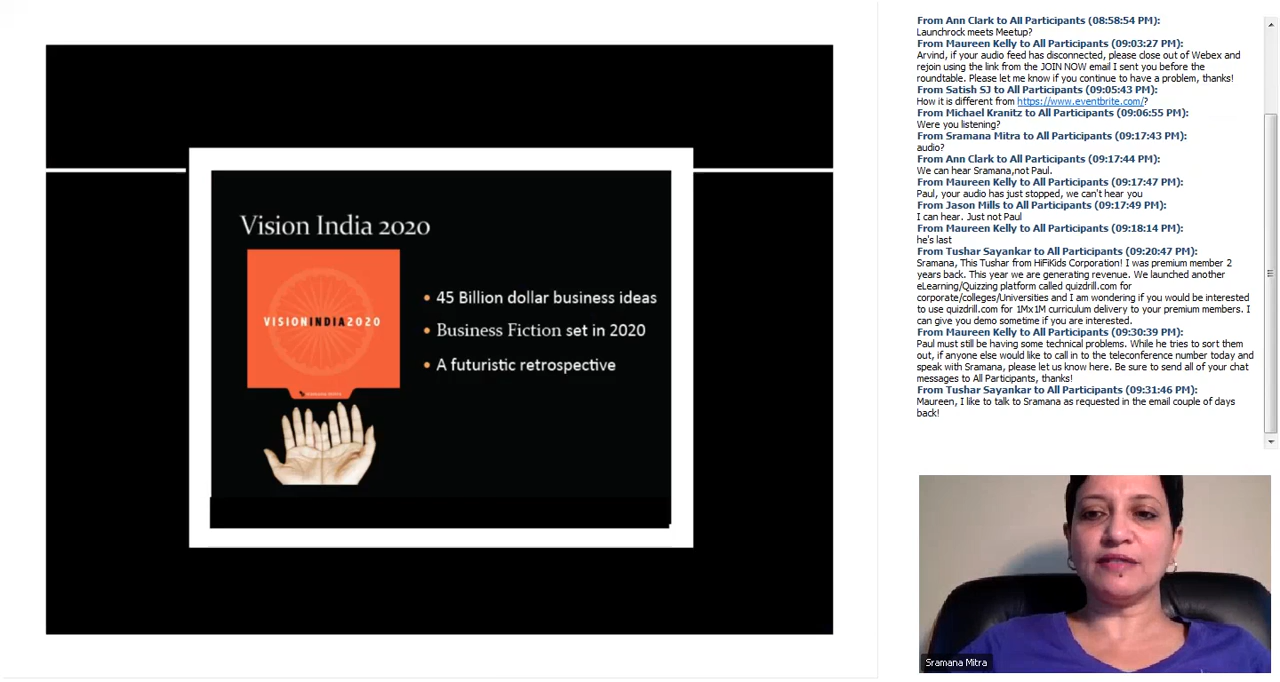 Vision India 2020
VISIONINDIA2020
sramana mitra
• 45 Billion dollar business ideas
• Business Fiction set in 2020
• A futuristic retrospective
From Ann Clark to All Participants (08:58:54 PM):
Launchrock meets Meetup?
From Maureen Kelly to All Participants (09:03:27 PM):
Arvind, if your audio feed has disconnected, please close out of Webex and
rejoin using the link from the JOIN NOW email I sent you before the
roundtable. Please let me know if you continue to have a problem, thanks!
From Satish SJ to All Participants (09:05:43 PM):
How it is different from https://www.eventbrite.com/?
From Michael Kranitz to All Participants (09:06:55 PM):
Were you listening?
From Sramana Mitra to All Participants (09:17:43 PM):
audio?
From Ann Clark to All Participants (09:17:44 PM):
We can hear Sramana,not Paul.
From Maureen Kelly to All Participants (09:17:47 PM):
Paul, your audio has just stopped, we can't hear you
From Jason Mills to All Participants (09:17:49 PM):
I can hear. Just not Paul
From Maureen Kelly to All Participants (09:18:14 PM):
he's last
From Tushar Sayankar to All Participants (09:20:47 PM):
Sramana, This Tushar from HiFiKids Corporation! I was premium member 2
years back. This year we are generating revenue. We launched another
eLearning/Quizzing platform called quizdrill.com for
corporate/colleges/Universities and I am wondering if you would be interested
to use quizdrill.com for 1Mx1M curriculum delivery to your premium members. I
can give you demo sometime if you are interested.
From Maureen Kelly to All Participants (09:30:39 PM):
Paul must still be having some technical problems. While he tries to sort them
out, if anyone else would like to call in to the teleconference number today and
speak with Sramana, please let us know here. Be sure to send all of your chat
messages to All Participants, thanks!
From Tushar Sayankar to All Participants (09:31:46 PM):
Maureen, I like to talk to Sramana as requested in the email couple of days
back!
Sramana Mitra